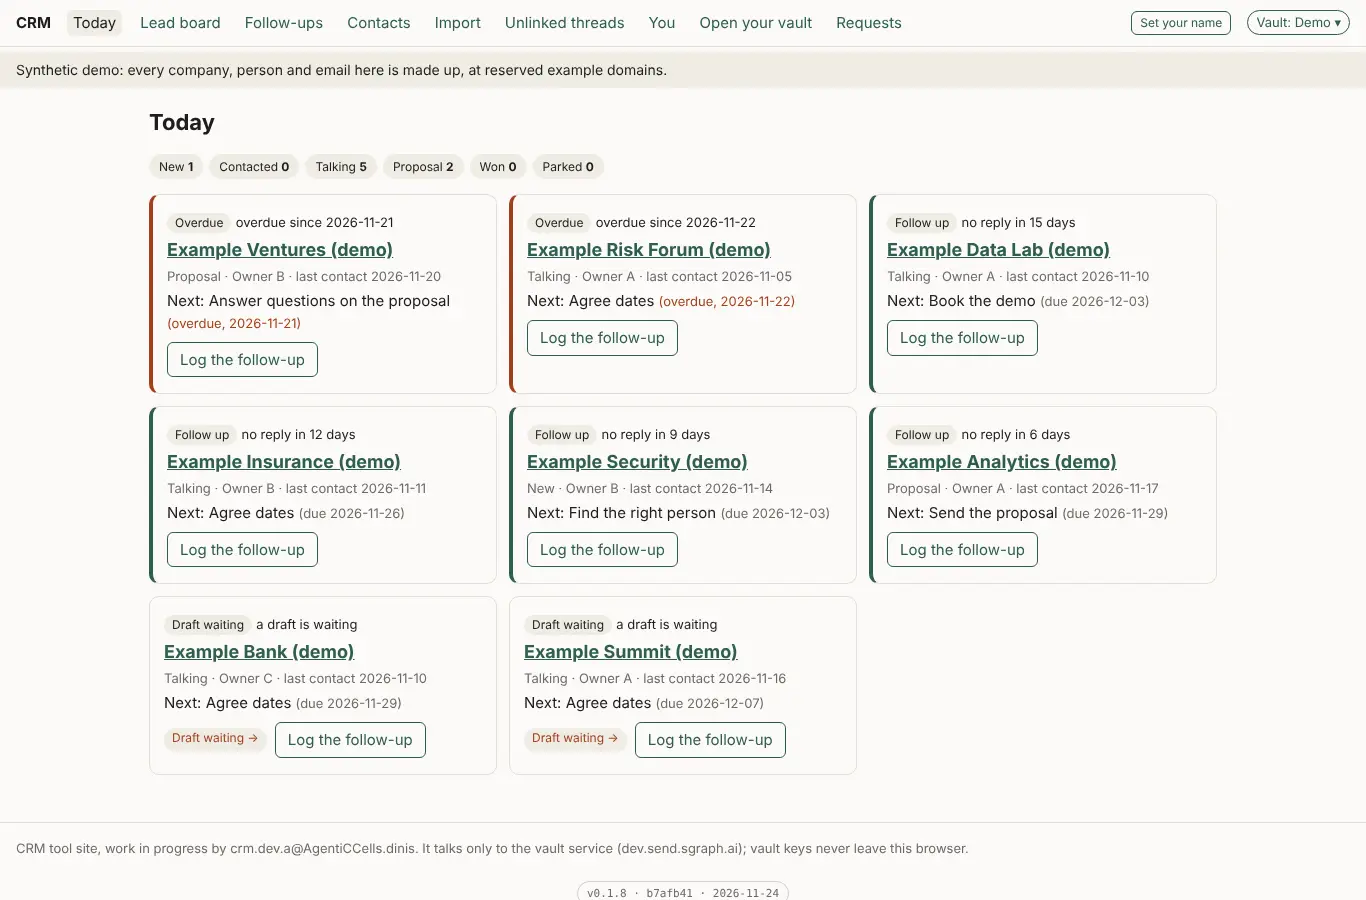 CRM Today Lead board Follow-ups Contacts Import Unlinked threads You Open your vault Requests Set your name Vault: Demo ▾
Synthetic demo: every company, person and email here is made up, at reserved example domains.
Today
New 1 Contacted 0 Talking 5 Proposal 2 Won 0 Parked 0
Overdue overdue since 2026-11-21
Example Ventures (demo)
Proposal · Owner B · last contact 2026-11-20
Next: Answer questions on the proposal
(overdue, 2026-11-21)
Log the follow-up
Overdue overdue since 2026-11-22
Example Risk Forum (demo)
Talking · Owner A · last contact 2026-11-05
Next: Agree dates (overdue, 2026-11-22)
Log the follow-up
Follow up no reply in 15 days
Example Data Lab (demo)
Talking · Owner A · last contact 2026-11-10
Next: Book the demo (due 2026-12-03)
Log the follow-up
Follow up no reply in 12 days
Example Insurance (demo)
Talking · Owner B · last contact 2026-11-11
Next: Agree dates (due 2026-11-26)
Log the follow-up
Follow up no reply in 9 days
Example Security (demo)
New · Owner B · last contact 2026-11-14
Next: Find the right person (due 2026-12-03)
Log the follow-up
Follow up no reply in 6 days
Example Analytics (demo)
Proposal · Owner A · last contact 2026-11-17
Next: Send the proposal (due 2026-11-29)
Log the follow-up
Draft waiting a draft is waiting
Example Bank (demo)
Talking · Owner C · last contact 2026-11-10
Next: Agree dates (due 2026-11-29)
Draft waiting → Log the follow-up
Draft waiting a draft is waiting
Example Summit (demo)
Talking · Owner A · last contact 2026-11-16
Next: Agree dates (due 2026-12-07)
Draft waiting → Log the follow-up
CRM tool site, work in progress by crm.dev.a@AgentiCCells.dinis. It talks only to the vault service (dev.send.sgraph.ai); vault keys never leave this browser.
v0.1.8 · b7afb41 · 2026-11-24